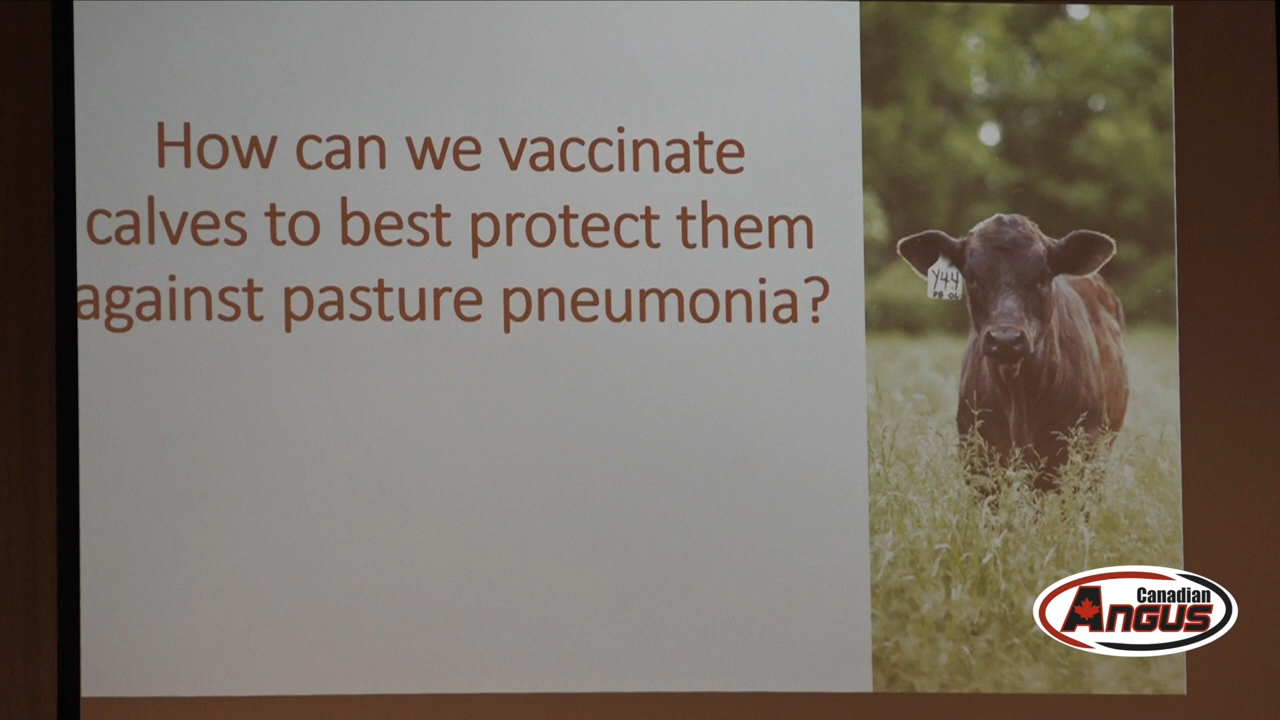 How can we vaccinate
calves to best protect them
against pasture pneumonia?
Y44
Canadian
Angus